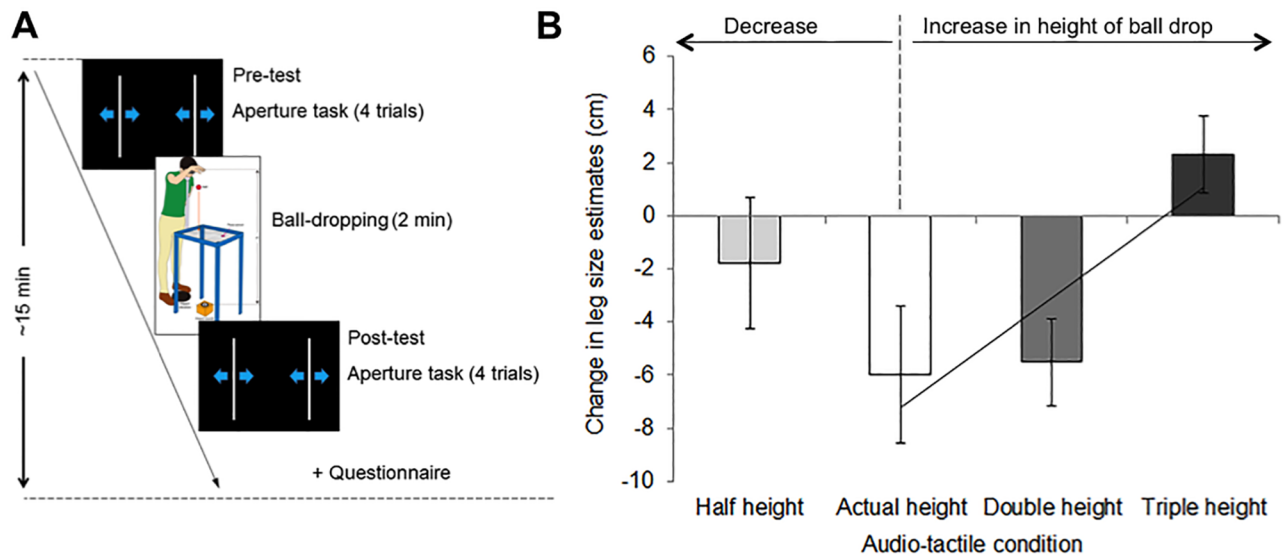 A
Pre-test
Aperture task (4 trials)
Ball-dropping (2 min)
~15 min
Post-test
Aperture task (4 trials)
+ Questionnaire
B
Decrease
Increase in height of ball drop
Change in leg size estimates (cm)
6
4
2
0
-2
-4
-6
-8
-10
Half height
Actual height
Double height
Triple height
Audio-tactile condition